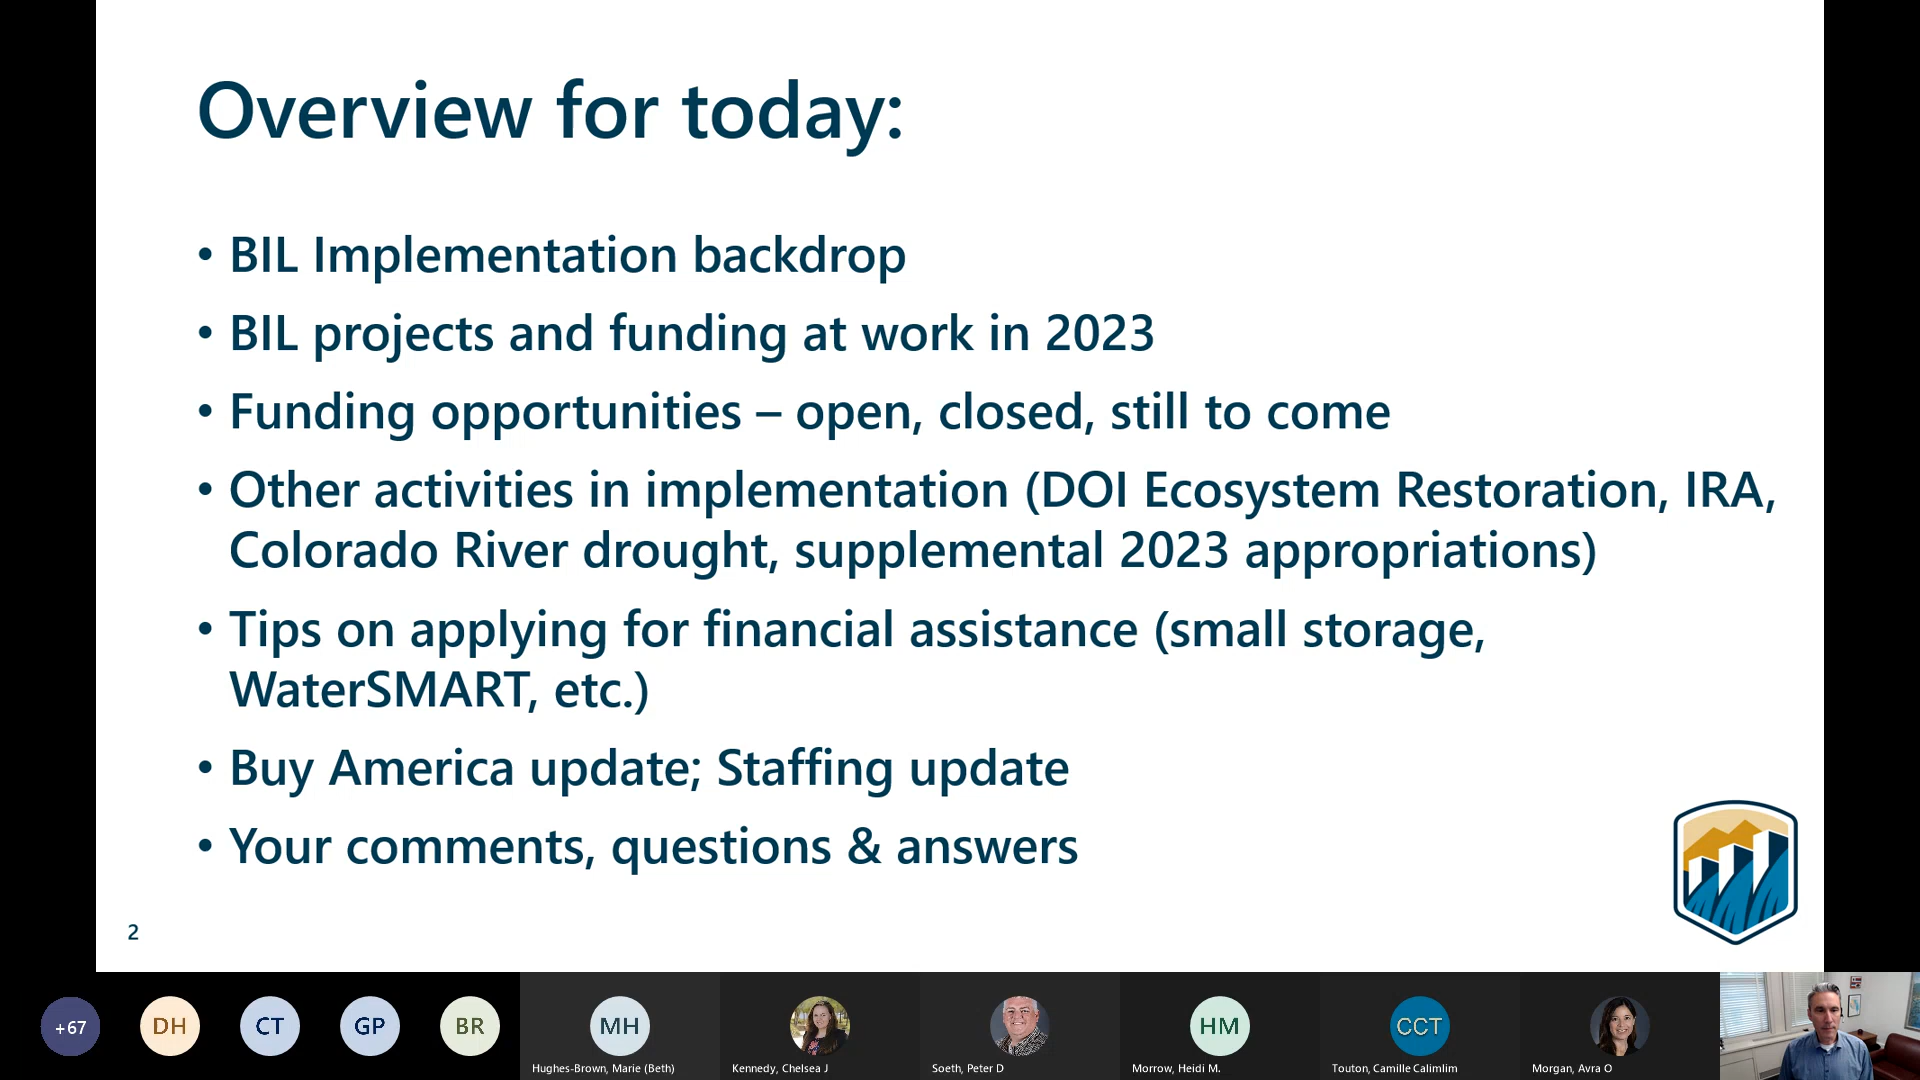 Overview for today:
• BIL Implementation backdrop
• BIL projects and funding at work in 2023
• Funding opportunities – open, closed, still to come
• Other activities in implementation (DOI Ecosystem Restoration, IRA,
Colorado River drought, supplemental 2023 appropriations)
• Tips on applying for financial assistance (small storage,
WaterSMART, etc.)
• Buy America update; Staffing update
• Your comments, questions & answers
2
+67
DH
CT
GP
BR
MH
HM
CCT
Hughes-Brown, Marie (Beth)
Kennedy, Chelsea J
Soeth, Peter D
Morrow, Heidi M.
Touton, Camille Calimlim
Morgan, Avra O